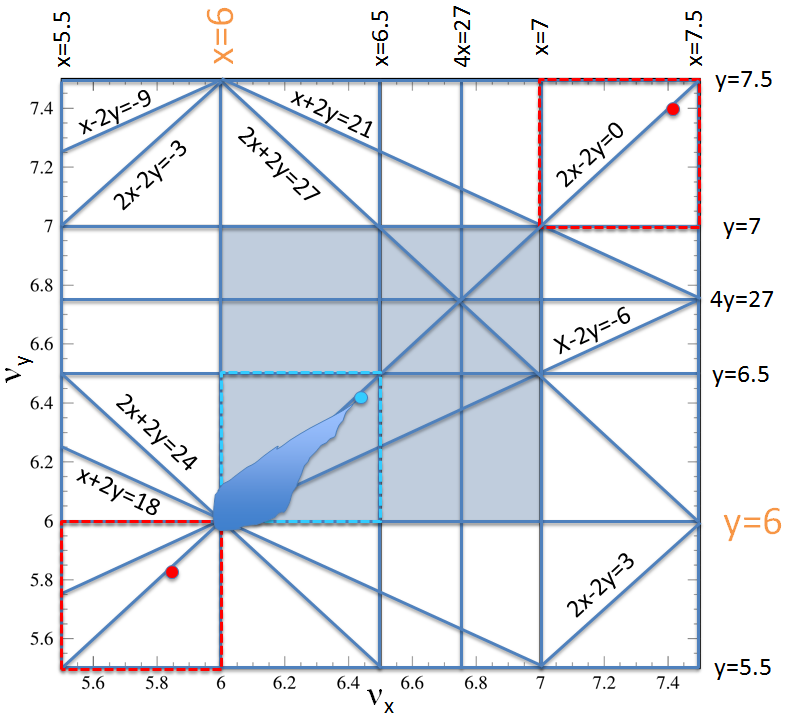 x=5.5
x=6
x=6.5
4x=27
x=7
x=7.5
y=7.5
7.4
x-2y=-9
x+2y=21
2x-2y=0
7.2
2x-2y=-3
2x+2y=27
7
y=7
6.8
4y=27
6.6
X-2y=-6
νy
y=6.5
6.4
2x+2y=24
6.2
x+2y=18
6
y=6
5.8
2x-2y=3
5.6
y=5.5
5.6
5.8
6
6.2
6.4
6.6
6.8
7
7.2
7.4
νx